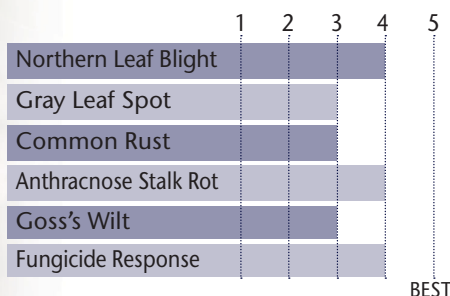 1 2 3 4 5
Northern Leaf Blight
Gray Leaf Spot
Common Rust
Anthracnose Stalk Rot
Goss's Wilt
Fungicide Response
BEST